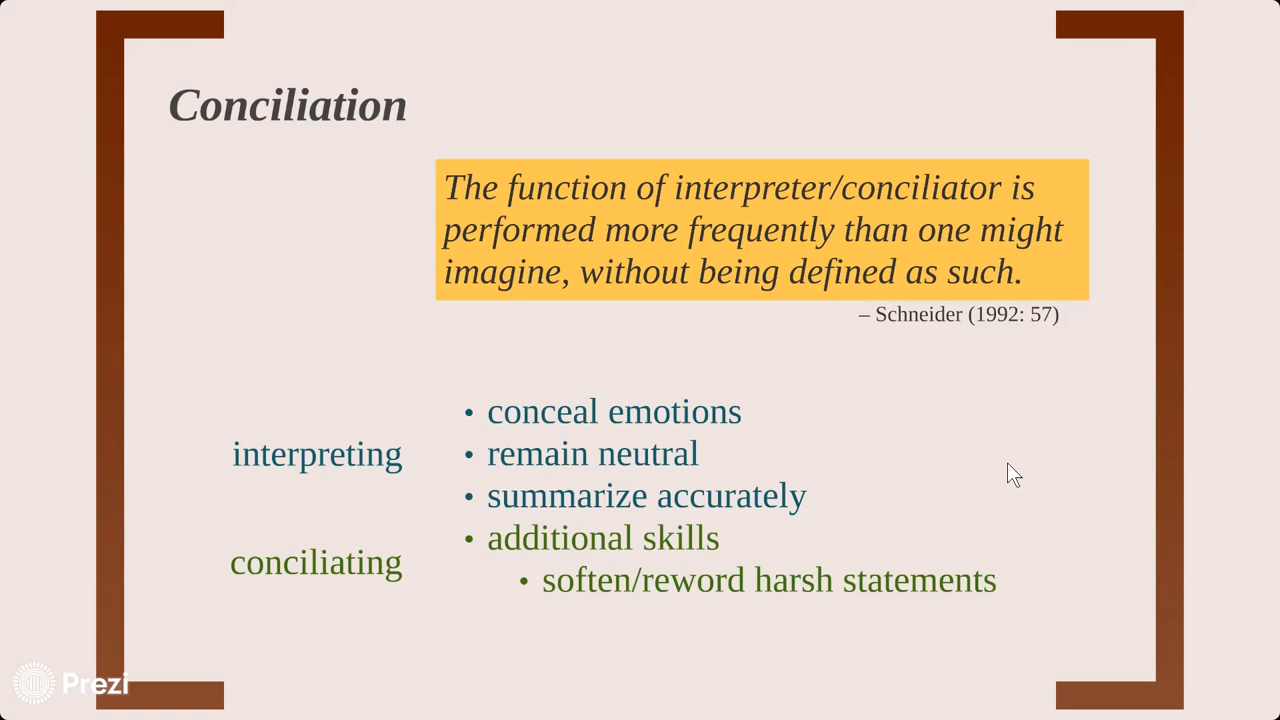 Conciliation
The function of interpreter/conciliator is
performed more frequently than one might
imagine, without being defined as such.
– Schneider (1992: 57)
interpreting
• conceal emotions
• remain neutral
• summarize accurately
conciliating
• additional skills
• soften/reword harsh statements
Prezi